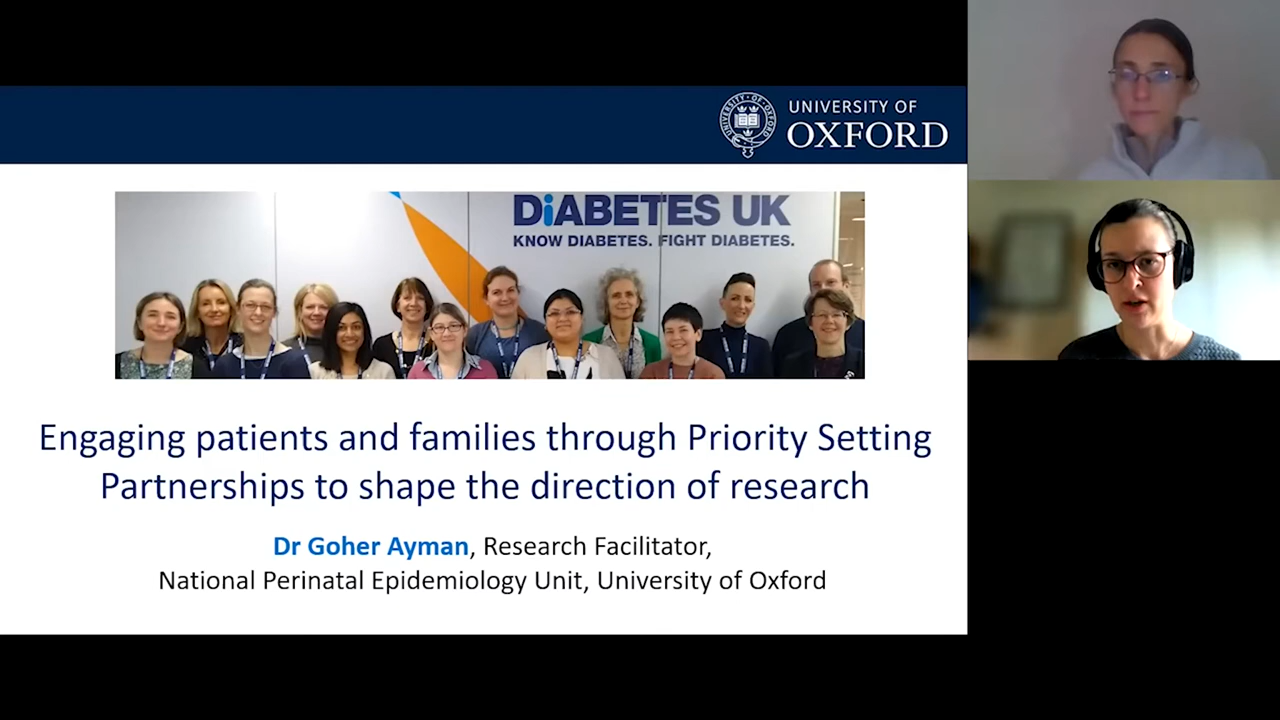 UNIVERSITY OF
OXFORD
DiABETES UK
KNOW DIABETES. FIGHT DIABETES.
Engaging patients and families through Priority Setting
Partnerships to shape the direction of research
Dr Goher Ayman, Research Facilitator,
National Perinatal Epidemiology Unit, University of Oxford